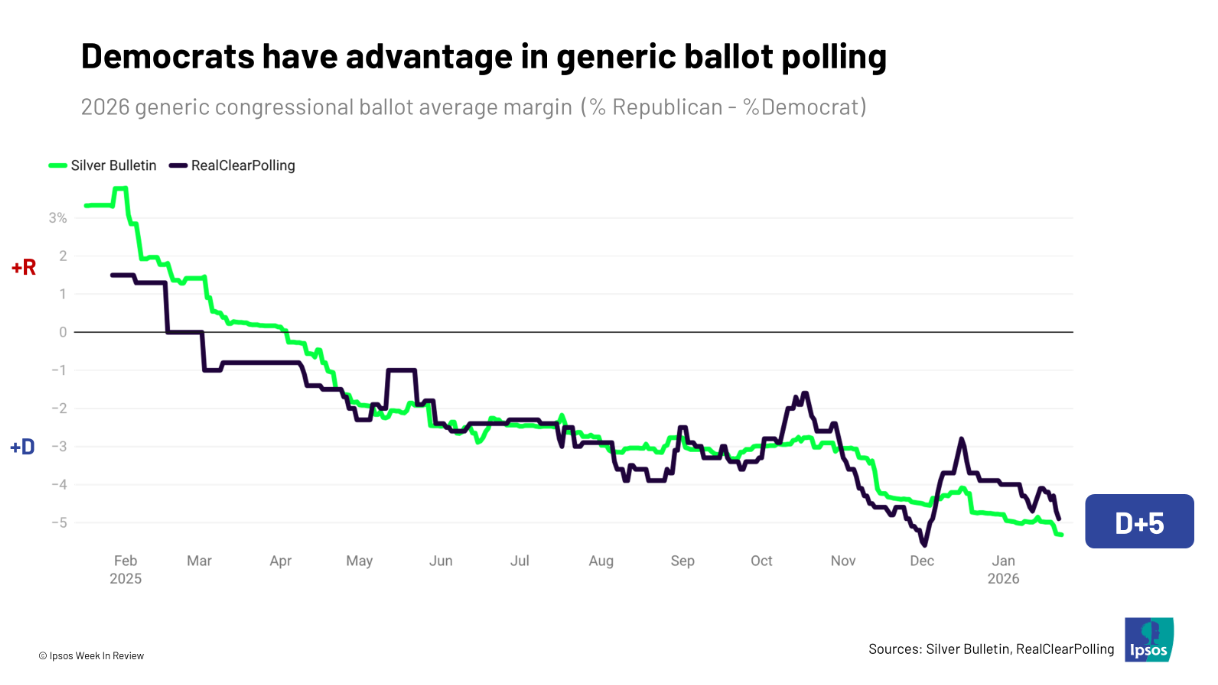 Democrats have advantage in generic ballot polling
2026 generic congressional ballot average margin (% Republican - %Democrat)
Silver Bulletin RealClearPolling
3%
+R
2
1
0
−1
−2
+D
−3
−4
−5
D+5
Feb Mar Apr May Jun Jul Aug Sep Oct Nov Dec Jan
2025 2026
© Ipsos Week In Review
Sources: Silver Bulletin, RealClearPolling
Ipsos